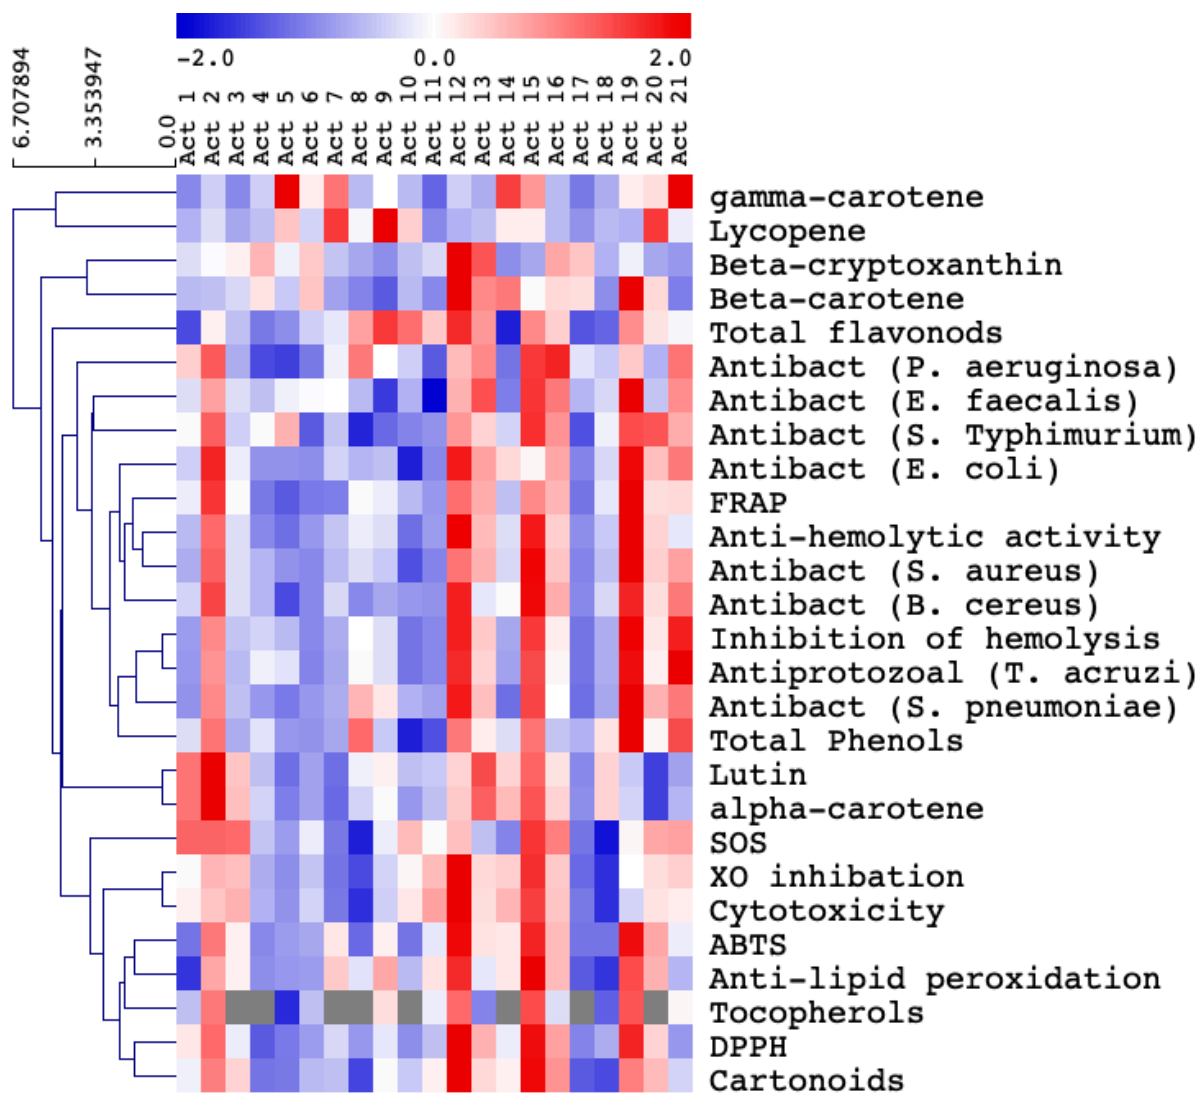 -2.0 0.0 2.0
6.707894
3.353947
0.0
Act 1
Act 2
Act 3
Act 4
Act 5
Act 6
Act 7
Act 8
Act 9
Act 10
Act 11
Act 12
Act 13
Act 14
Act 15
Act 16
Act 17
Act 18
Act 19
Act 20
Act 21
gamma-carotene
Lycopene
Beta-cryptoxanthin
Beta-carotene
Total flavonods
Antibact (P. aeruginosa)
Antibact (E. faecalis)
Antibact (S. Typhimurium)
Antibact (E. coli)
FRAP
Anti-hemolytic activity
Antibact (S. aureus)
Antibact (B. cereus)
Inhibition of hemolysis
Antiprotozoal (T. acruzi)
Antibact (S. pneumoniae)
Total Phenols
Lutin
alpha-carotene
SOS
XO inhibation
Cytotoxicity
ABTS
Anti-lipid peroxidation
Tocopherols
DPPH
Cartonoids